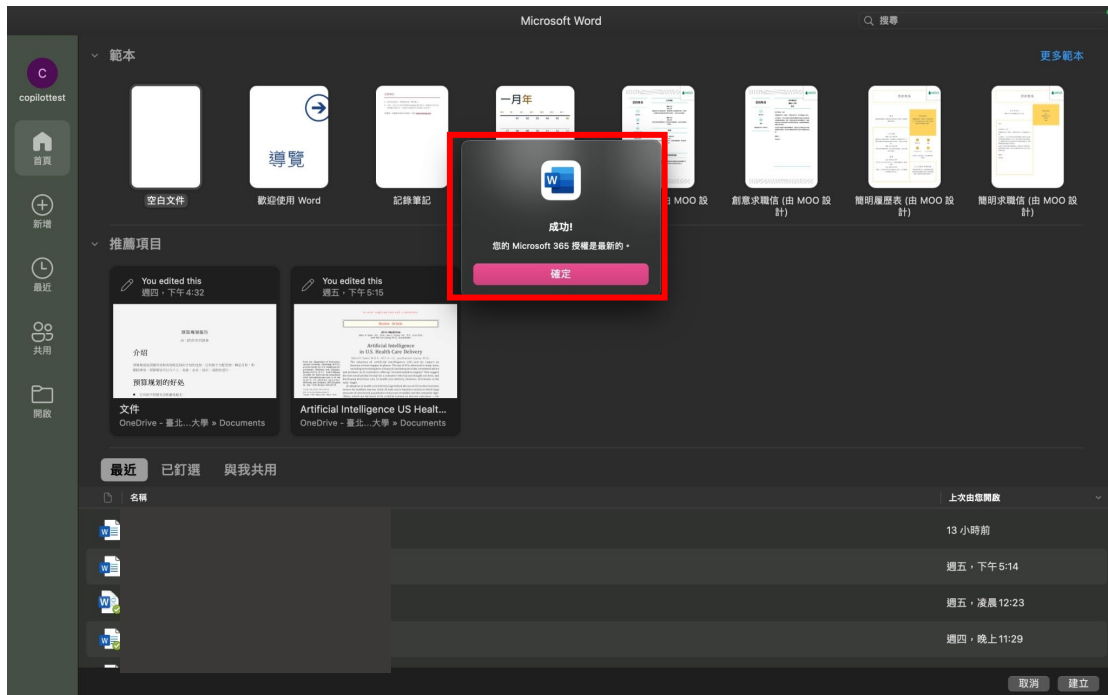 Microsoft Word
搜尋
C
copilottest
首頁
新增
最近
共用
開啟
範本
更多範本
導覽
一月年
空白文件
歡迎使用 Word
記錄筆記
由 MOO 設
創意求職信 (由 MOO 設
計)
簡明履歷表 (由 MOO 設
計)
簡明求職信 (由 MOO 設
計)
W
成功!
您的 Microsoft 365 授權是最新的。
確定
推薦項目
You edited this
週四，下午 4:32
介紹
預算規劃的好处
文件
OneDrive - 臺北...大學 » Documents
You edited this
週五，下午 5:15
Artificial Intelligence
in U.S. Health Care Delivery
Artificial Intelligence US Healt...
OneDrive - 臺北...大學 » Documents
最近
已釘選
與我共用
名稱
上次由您開啟
13 小時前
週五，下午 5:14
週五，凌晨 12:23
週四，晚上 11:29
取消
建立